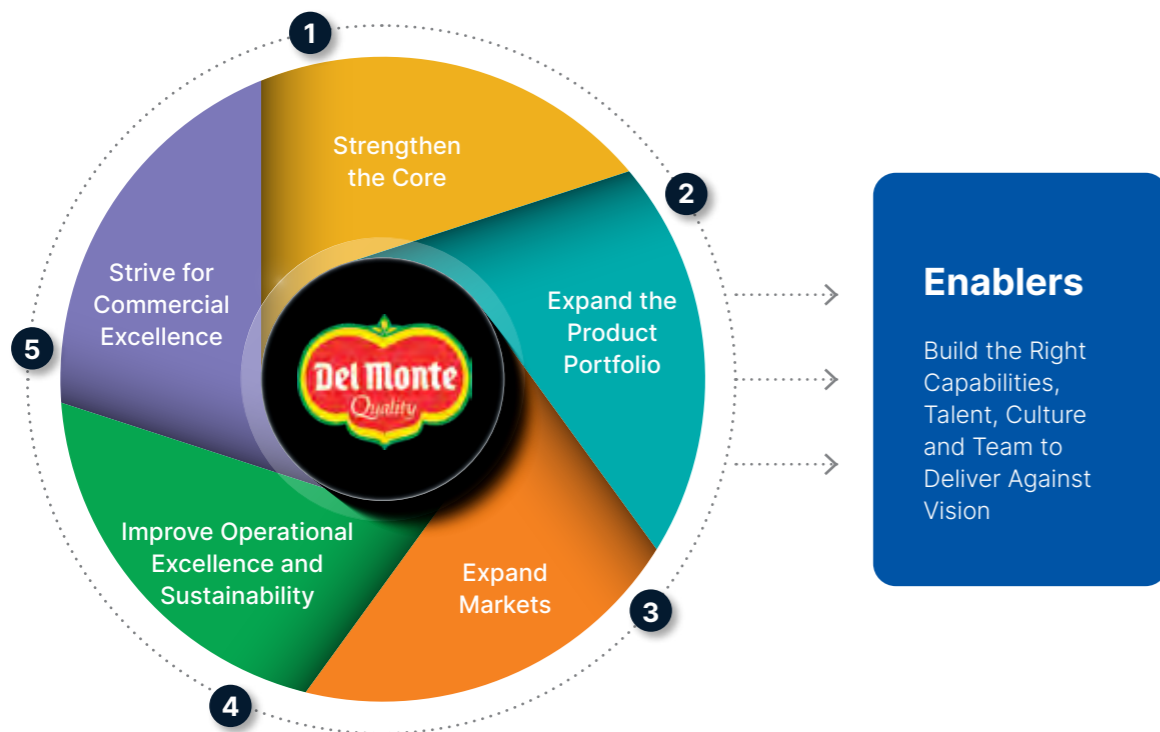 1
Strengthen
the Core
2
Expand the
Product
Portfolio
3
Expand
Markets
4
Improve Operational
Excellence and
Sustainability
5
Strive for
Commercial
Excellence
Del Monte
Quality
Enablers
Build the Right
Capabilities,
Talent, Culture
and Team to
Deliver Against
Vision